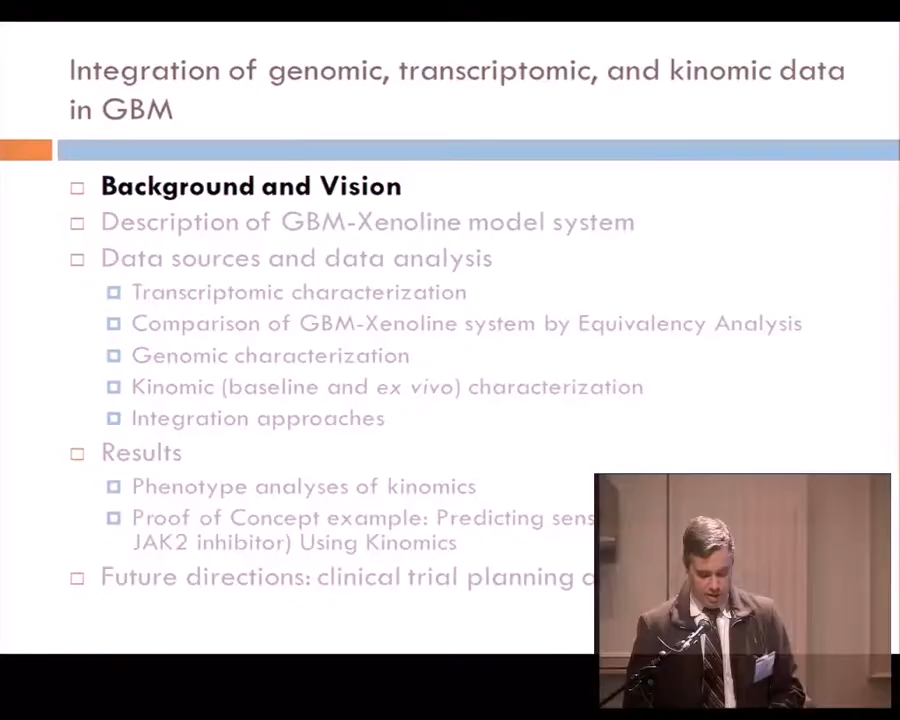 Integration of genomic, transcriptomic, and kinomic data
in GBM
Background and Vision
Description of GBM-Xenoline model system
Data sources and data analysis
Transcriptomic characterization
Comparison of GBM-Xenoline system by Equivalency Analysis
Genomic characterization
Kinomic (baseline and ex vivo) characterization
Integration approaches
Results
Phenotype analyses of kinomics
Proof of Concept example: Predicting sens
JAK2 inhibitor) Using Kinomics
Future directions: clinical trial planning